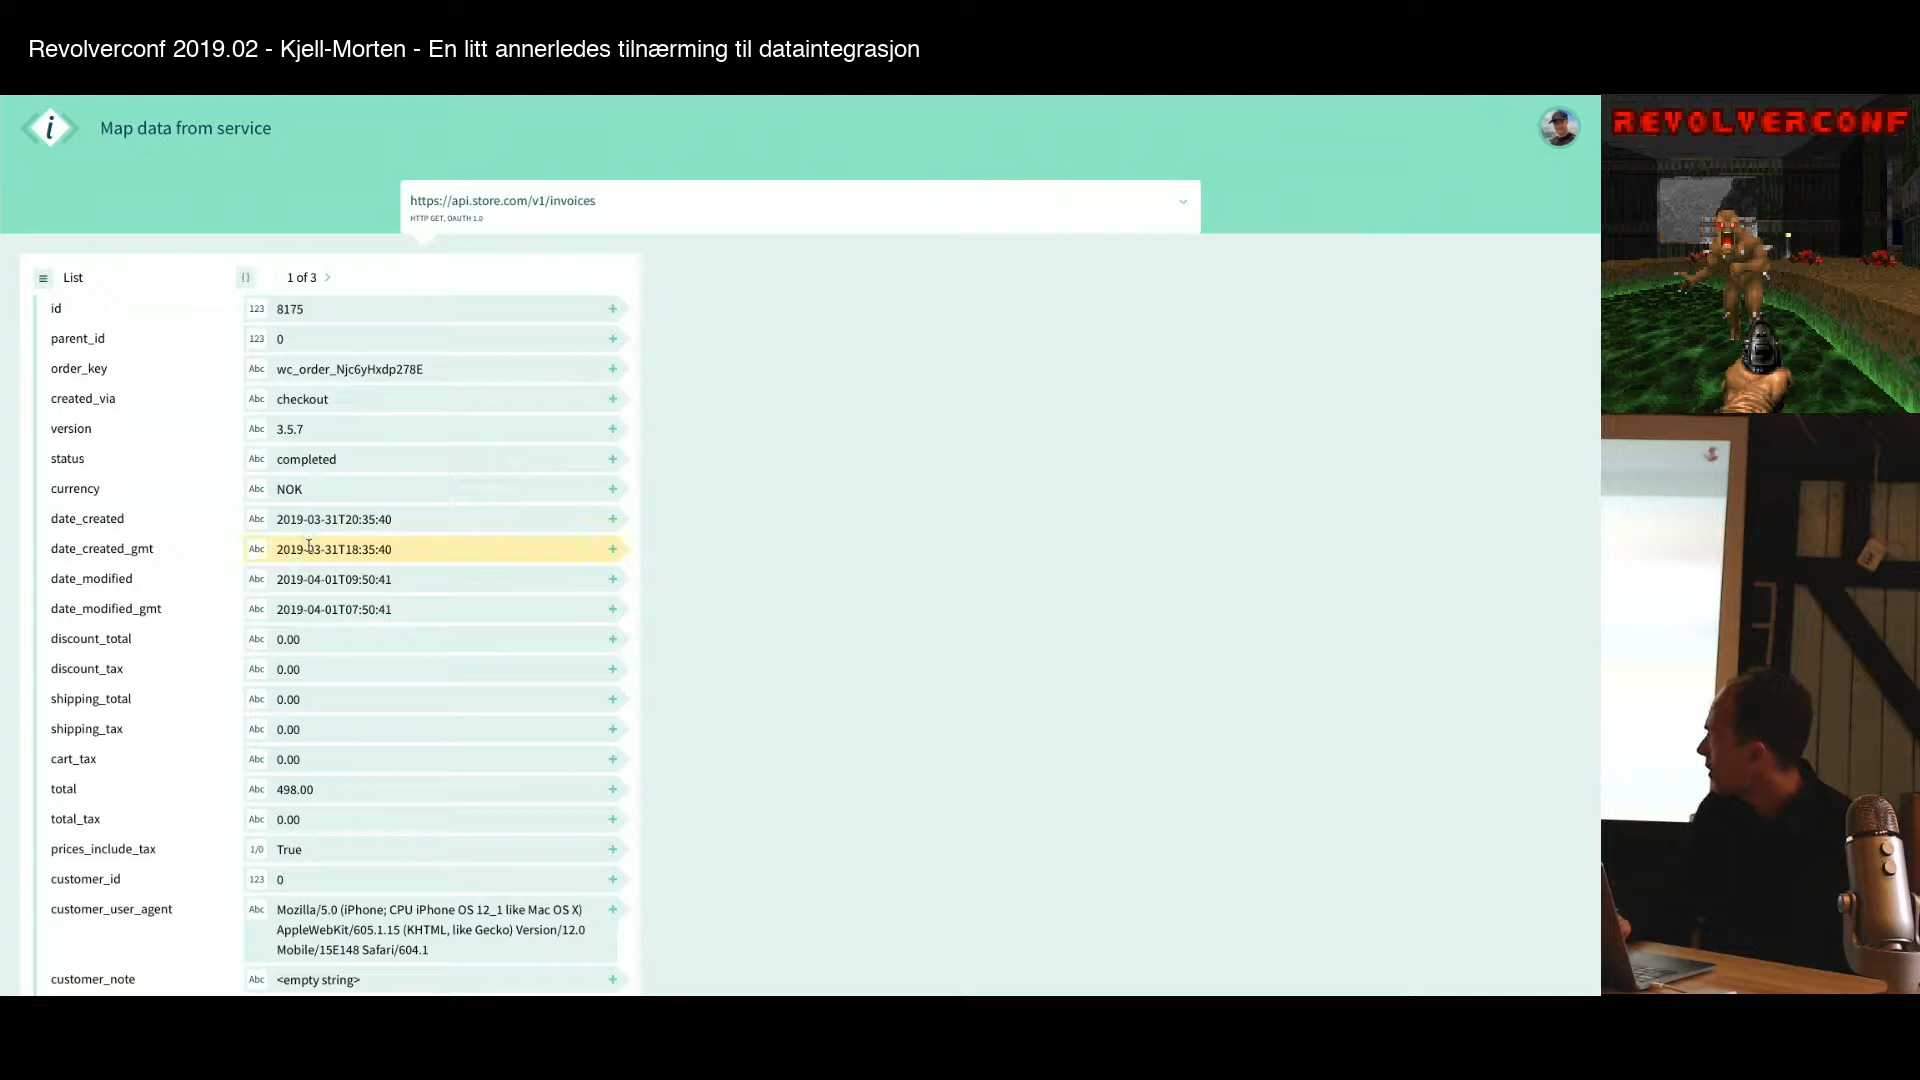 Revolverconf 2019.02 - Kjell-Morten - En litt annerledes tilnærming til dataintegrasjon
i
Map data from service
REVOLVERCONF
https://api.store.com/v1/invoices
HTTP GET, OAUTH 1.0
List {} 1 of 3
id 123 8175 +
parent_id 123 0 +
order_key Abc wc_order_Njc6yHxdp278E +
created_via Abc checkout +
version Abc 3.5.7 +
status Abc completed +
currency Abc NOK +
date_created Abc 2019-03-31T20:35:40 +
date_created_gmt Abc 2019-03-31T18:35:40 +
date_modified Abc 2019-04-01T09:50:41 +
date_modified_gmt Abc 2019-04-01T07:50:41 +
discount_total Abc 0.00 +
discount_tax Abc 0.00 +
shipping_total Abc 0.00 +
shipping_tax Abc 0.00 +
cart_tax Abc 0.00 +
total Abc 498.00 +
total_tax Abc 0.00 +
prices_include_tax 1/0 True +
customer_id 123 0 +
customer_user_agent Abc Mozilla/5.0 (iPhone; CPU iPhone OS 12_1 like Mac OS X) +
AppleWebKit/605.1.15 (KHTML, like Gecko) Version/12.0
Mobile/15E148 Safari/604.1
customer_note Abc <empty string> +